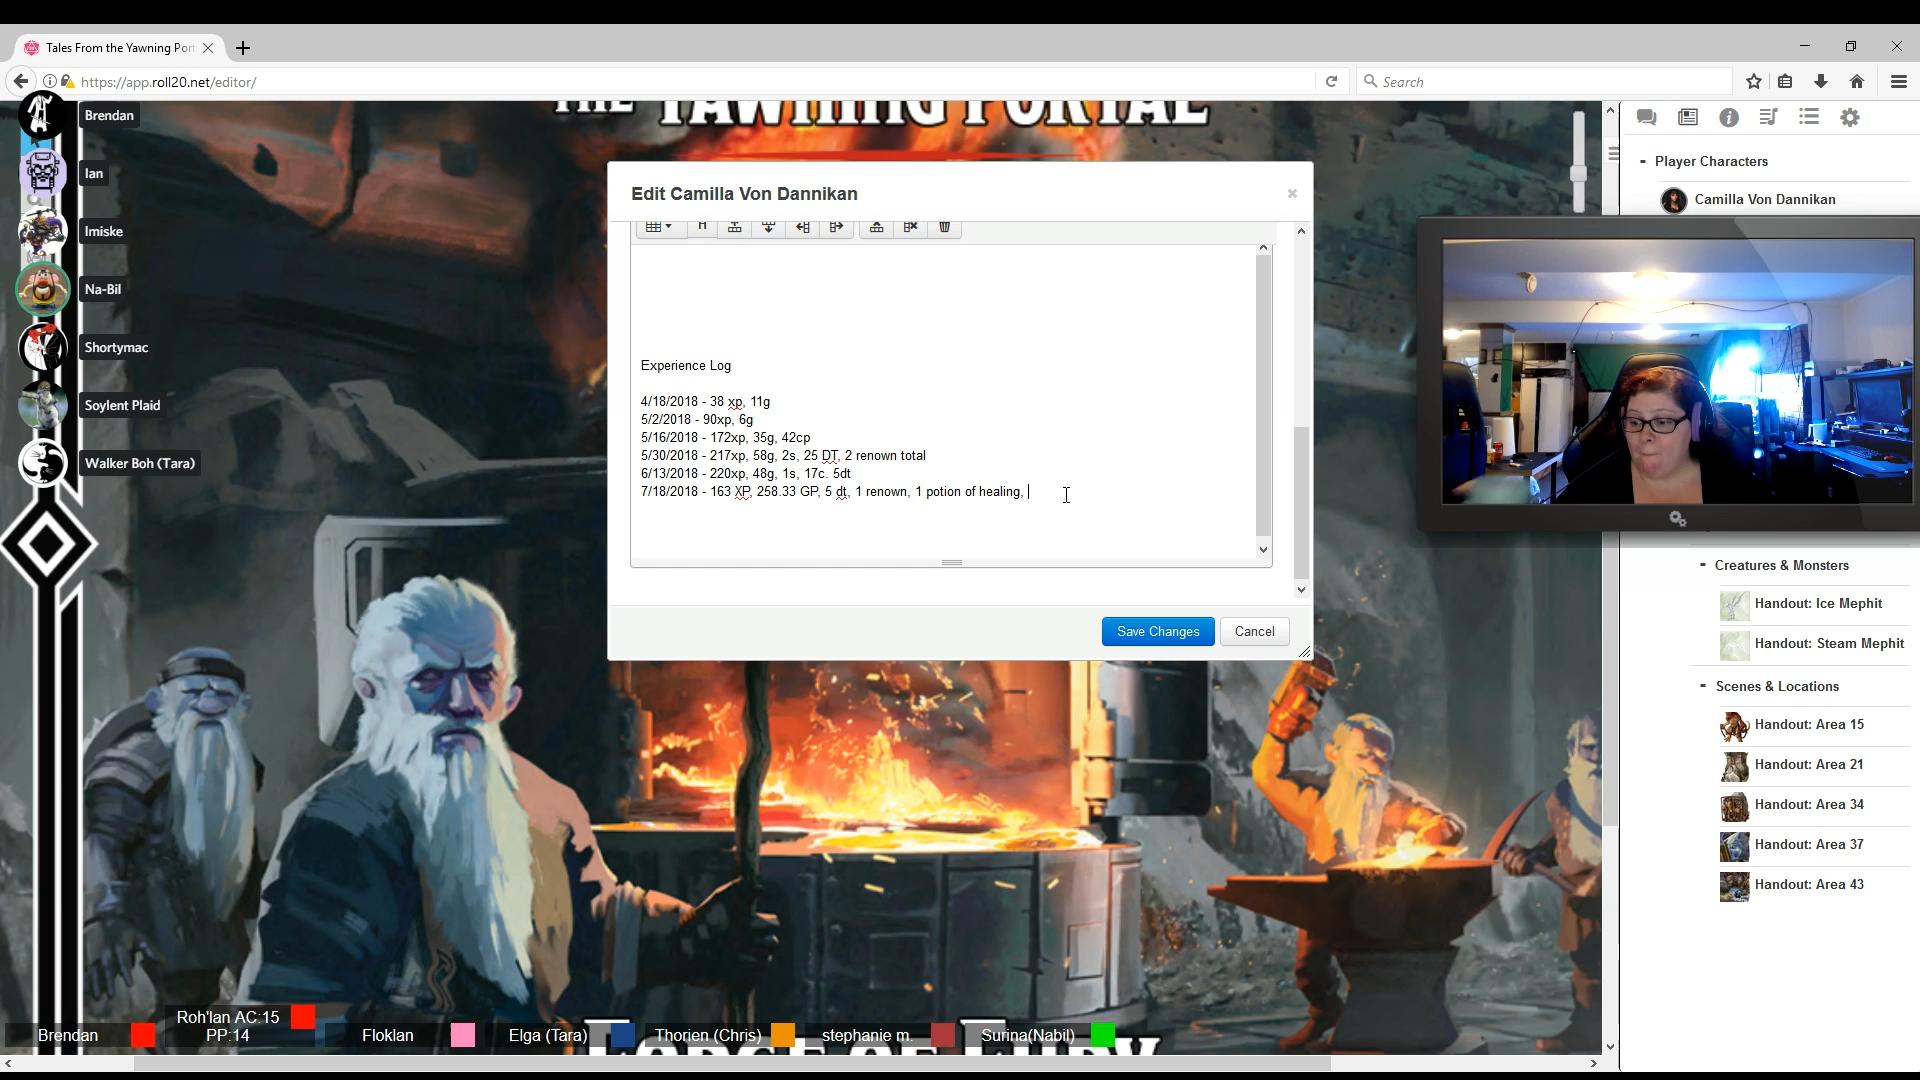 Tales From the Yawning Por
https://app.roll20.net/editor/
Search
THE YAWNING PORTAL
Brendan
Ian
Imiske
Na-Bil
Shortymac
Soylent Plaid
Walker Boh (Tara)
Edit Camilla Von Dannikan
H
Experience Log
4/18/2018 - 38 xp, 11g
5/2/2018 - 90xp, 6g
5/16/2018 - 172xp, 35g, 42cp
5/30/2018 - 217xp, 58g, 2s, 25 DT, 2 renown total
6/13/2018 - 220xp, 48g, 1s, 17c. 5dt
7/18/2018 - 163 XP, 258.33 GP, 5 dt, 1 renown, 1 potion of healing,
Save Changes
Cancel
Player Characters
Camilla Von Dannikan
Creatures & Monsters
Handout: Ice Mephit
Handout: Steam Mephit
Scenes & Locations
Handout: Area 15
Handout: Area 21
Handout: Area 34
Handout: Area 37
Handout: Area 43
Brendan
Roh'lan AC:15
PP:14
Floklan
Elga (Tara)
Thorien (Chris)
stephanie m.
Surina(Nabil)